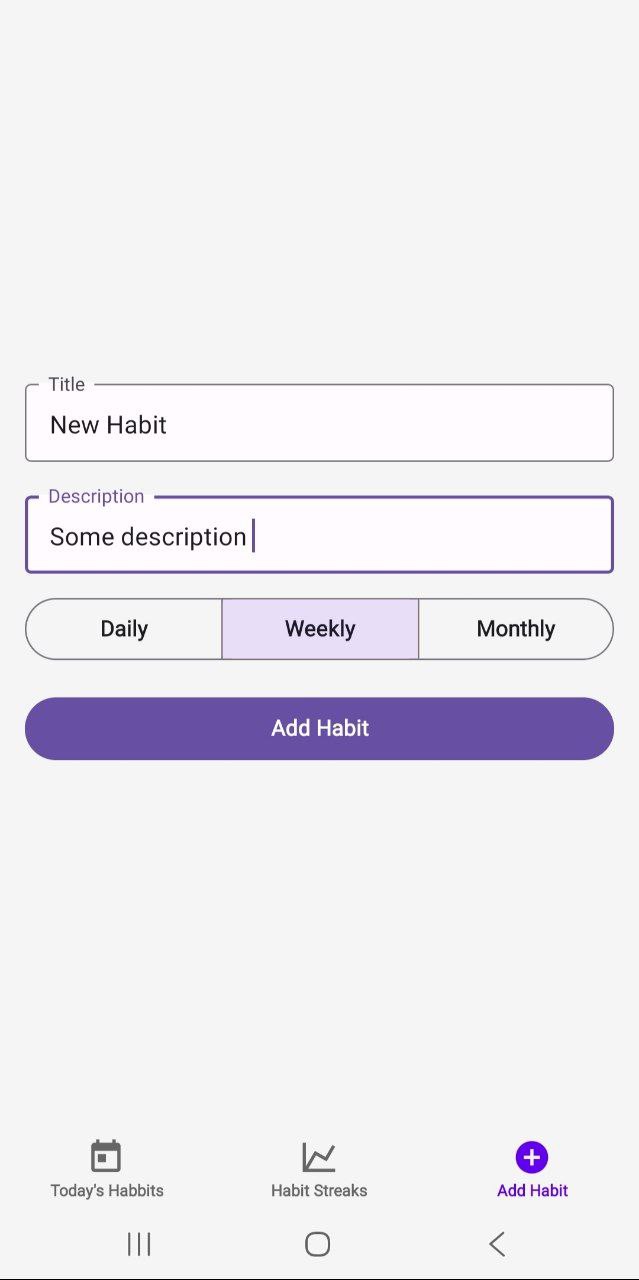 Title
New Habit
Description
Some description
Daily Weekly Monthly
Add Habit
Today's Habbits Habit Streaks Add Habit